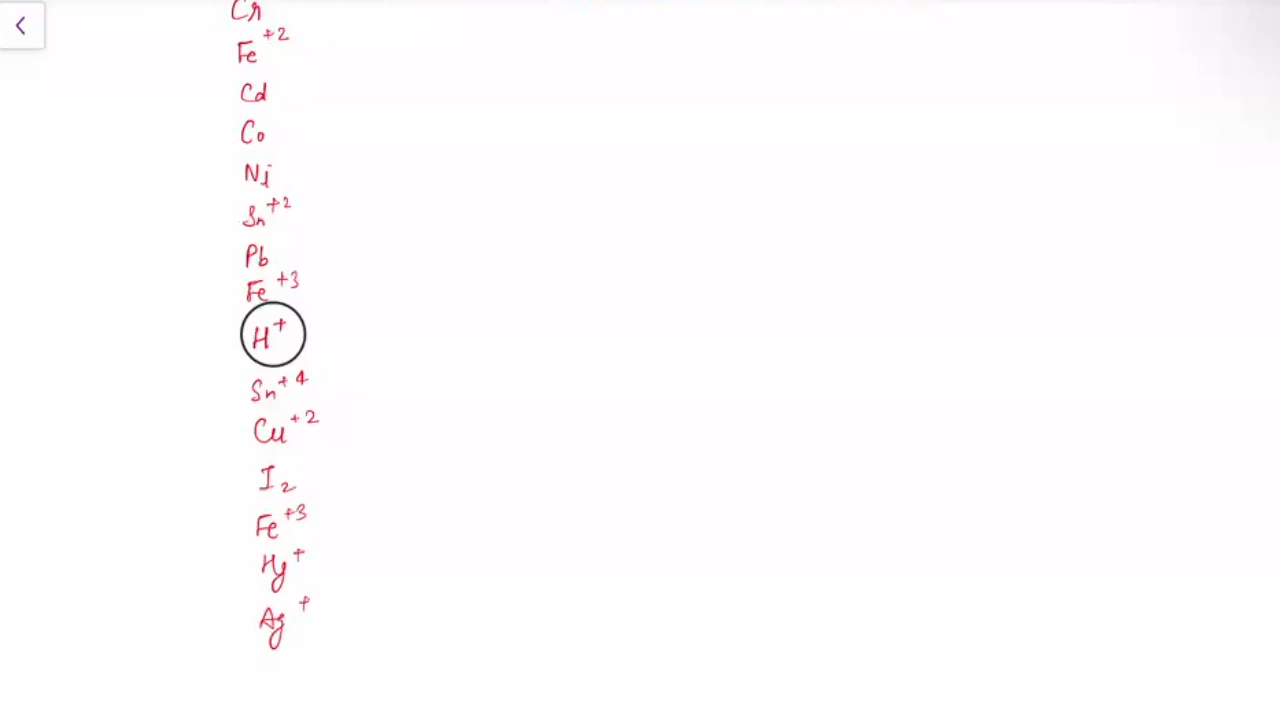 Cr
Fe+2
Cd
Co
Ni
Sn+2
Pb
Fe+3
H+
Sn+4
Cu+2
I2
Fe+3
Hg+
Ag+